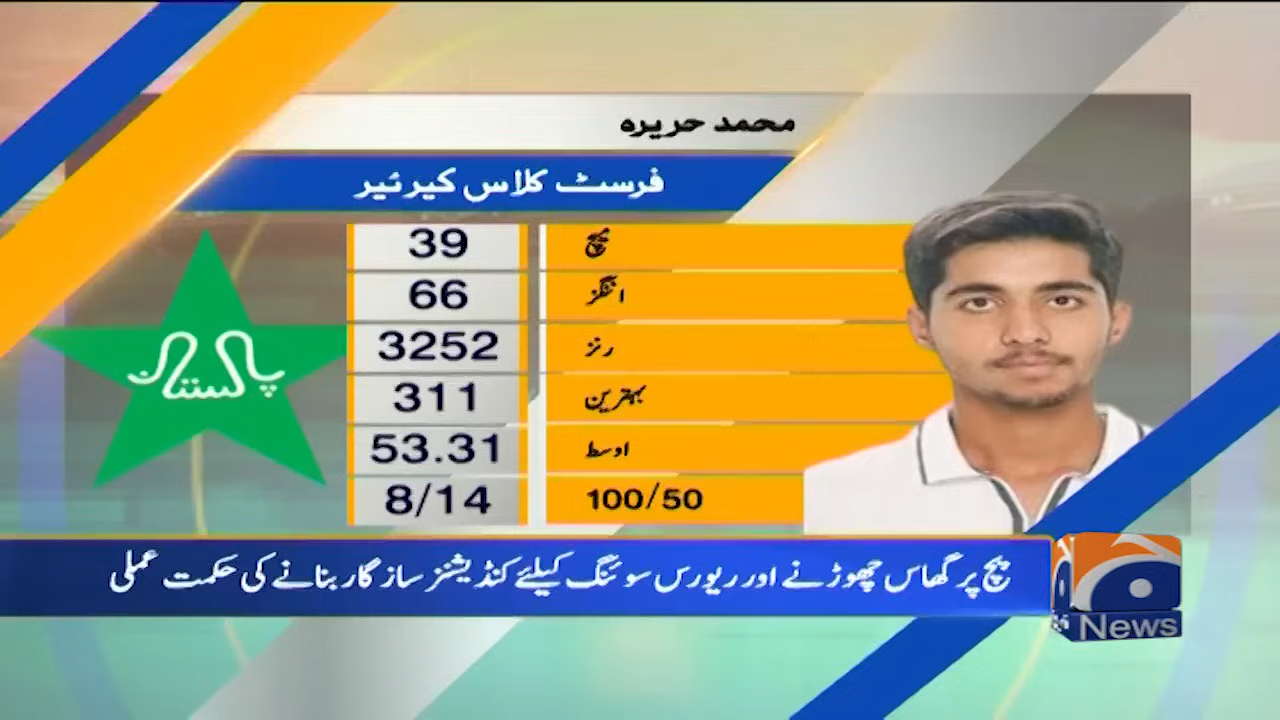 محمد حریرہ
فرسٹ کلاس کیرئیر
میچ 39
اننگز 66
رنز 3252
بہترین 311
اوسط 53.31
100/50 8/14
پاکستان
پچ پر گھاس چھوڑنے اور ریورس سوئنگ کیلئے کنڈیشنز سازگار بنانے کی حکمت عملی
News